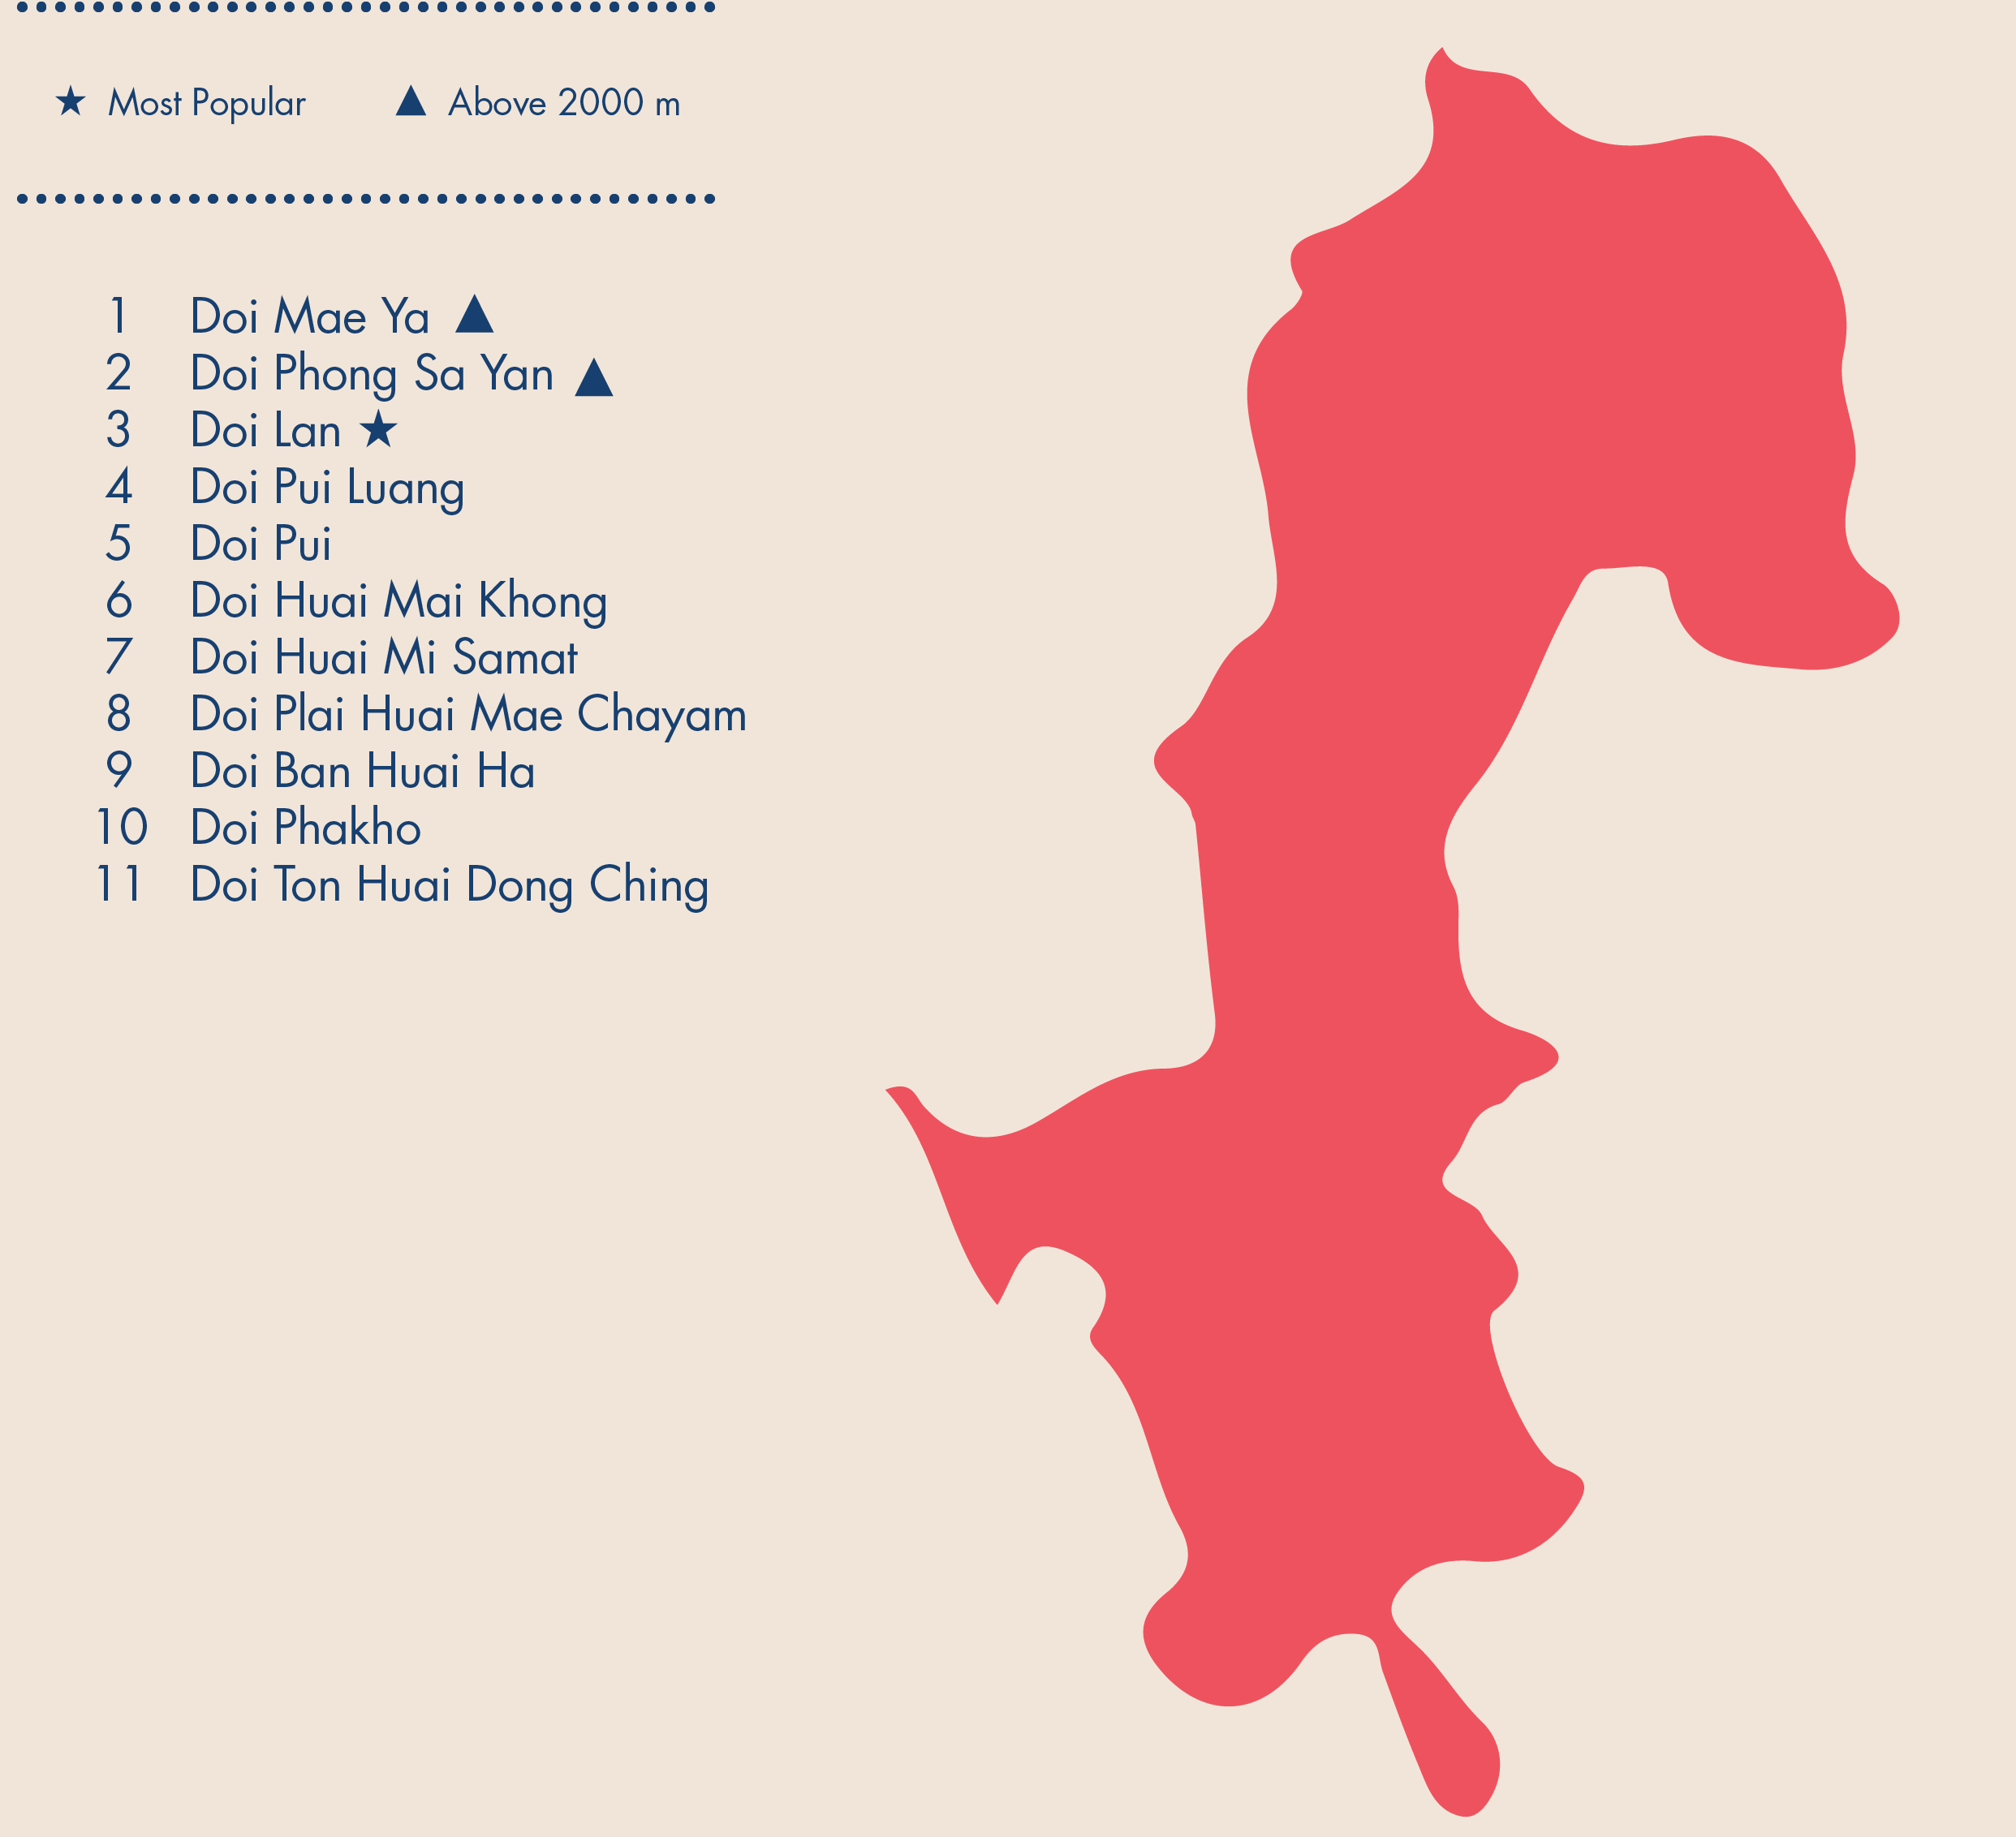 ★ Most Popular ▲ Above 2000 m
1 Doi Mae Ya ▲
2 Doi Phong Sa Yan ▲
3 Doi Lan ★
4 Doi Pui Luang
5 Doi Pui
6 Doi Huai Mai Khong
7 Doi Huai Mi Samat
8 Doi Plai Huai Mae Chayam
9 Doi Ban Huai Ha
10 Doi Phakho
11 Doi Ton Huai Dong Ching